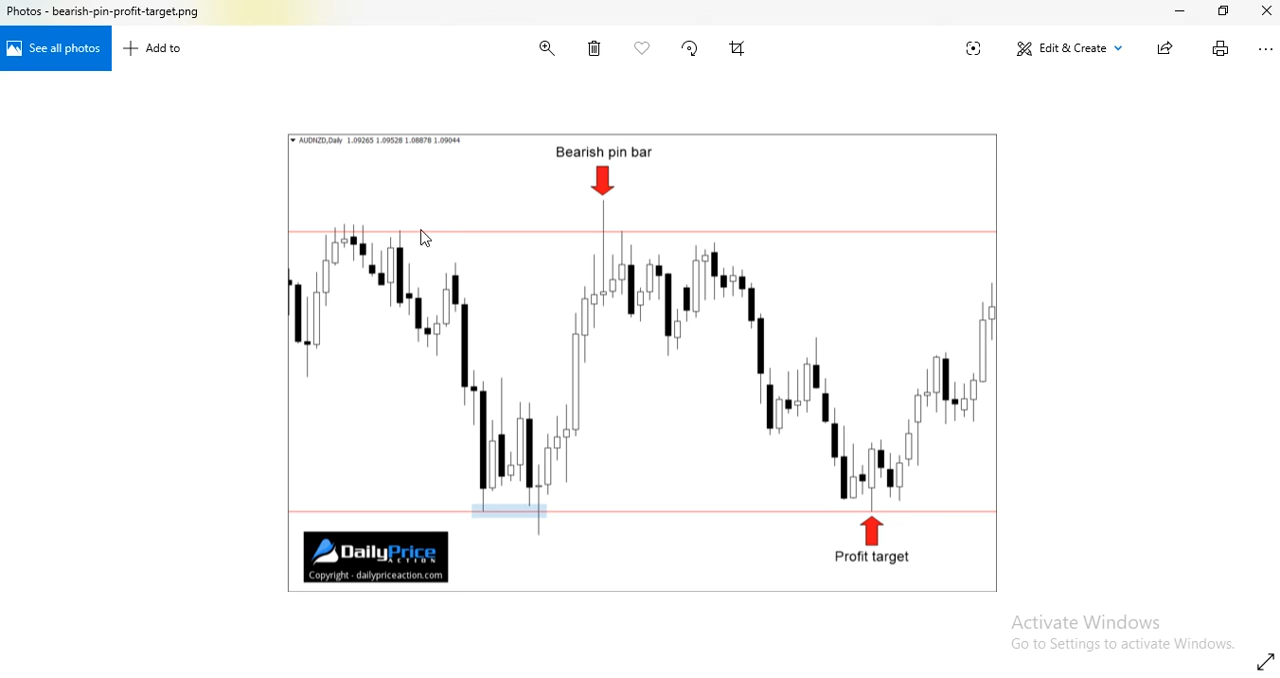 Photos - bearish-pin-profit-target.png
See all photos
Add to
Edit & Create
AUDNZD,Daily 1.09265 1.09528 1.08878 1.09044
Bearish pin bar
DailyPrice
ACTION
Copyright - dailypriceaction.com
Profit target
Activate Windows
Go to Settings to activate Windows.